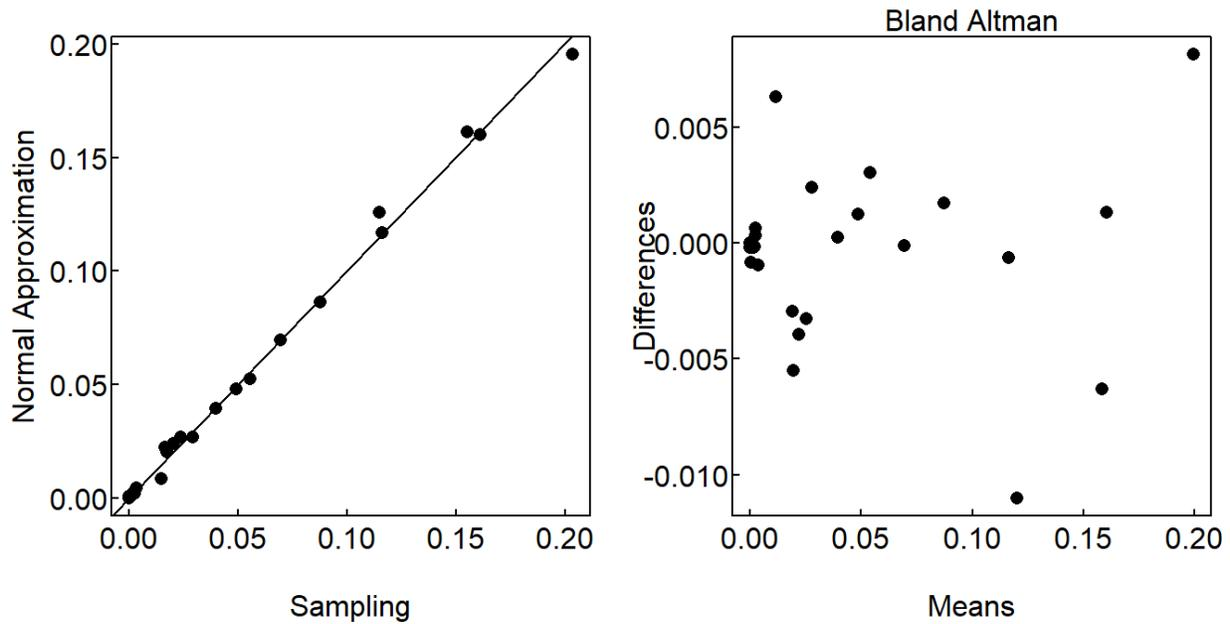 Normal Approximation
0.20
0.15
0.10
0.05
0.00
0.00 0.05 0.10 0.15 0.20
Sampling
Bland Altman
Differences
0.005
0.000
-0.005
-0.010
0.00 0.05 0.10 0.15 0.20
Means